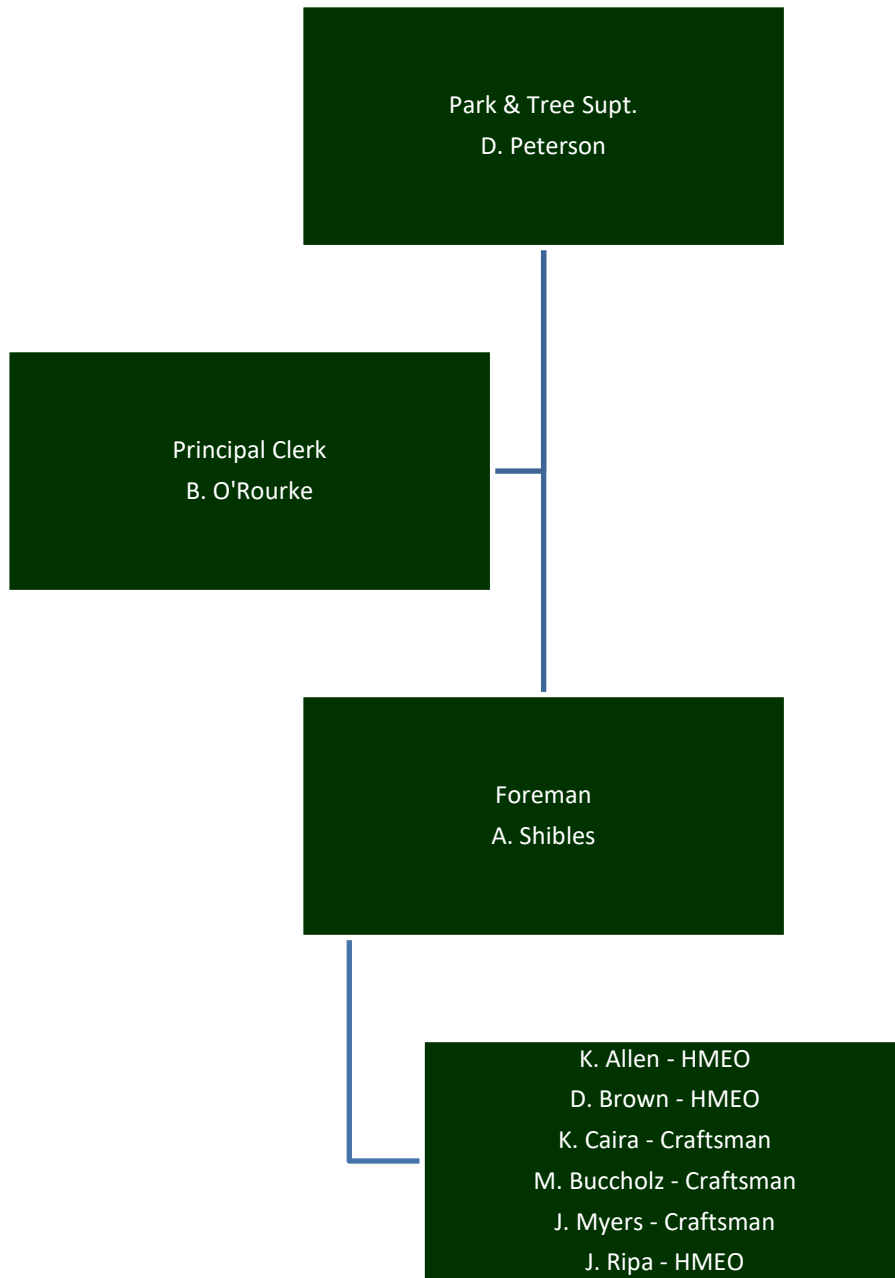 Park & Tree Supt.
D. Peterson
Principal Clerk
B. O'Rourke
Foreman
A. Shibles
K. Allen - HMEO
D. Brown - HMEO
K. Caira - Craftsman
M. Buccholz - Craftsman
J. Myers - Craftsman
J. Ripa - HMEO